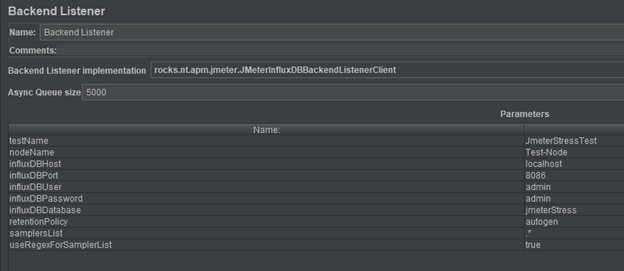 Backend Listener
Name: Backend Listener
Comments:
Backend Listener implementation rocks.nt.apm.jmeter.JMeterInfluxDBBackendListenerClient
Async Queue size 5000
Parameters
Name:
testName JmeterStressTest
nodeName Test-Node
influxDBHost localhost
influxDBPort 8086
influxDBUser admin
influxDBPassword admin
influxDBDatabase jmeterStress
retentionPolicy autogen
samplersList .*
useRegexForSamplerList true